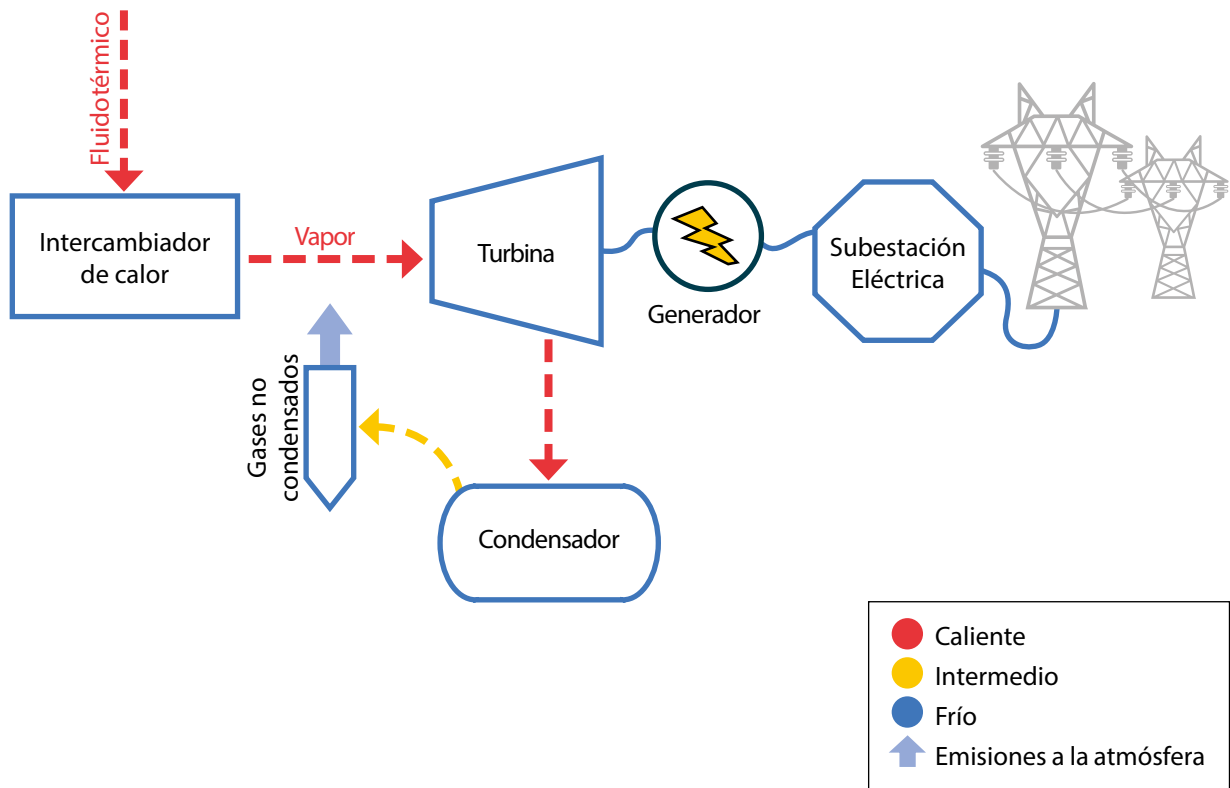 Fluidotérmico
Intercambiador
de calor
Vapor
Turbina
Generador
Subestación
Eléctrica
Gases no
condensados
Condensador
Caliente
Intermedio
Frío
Emisiones a la atmósfera